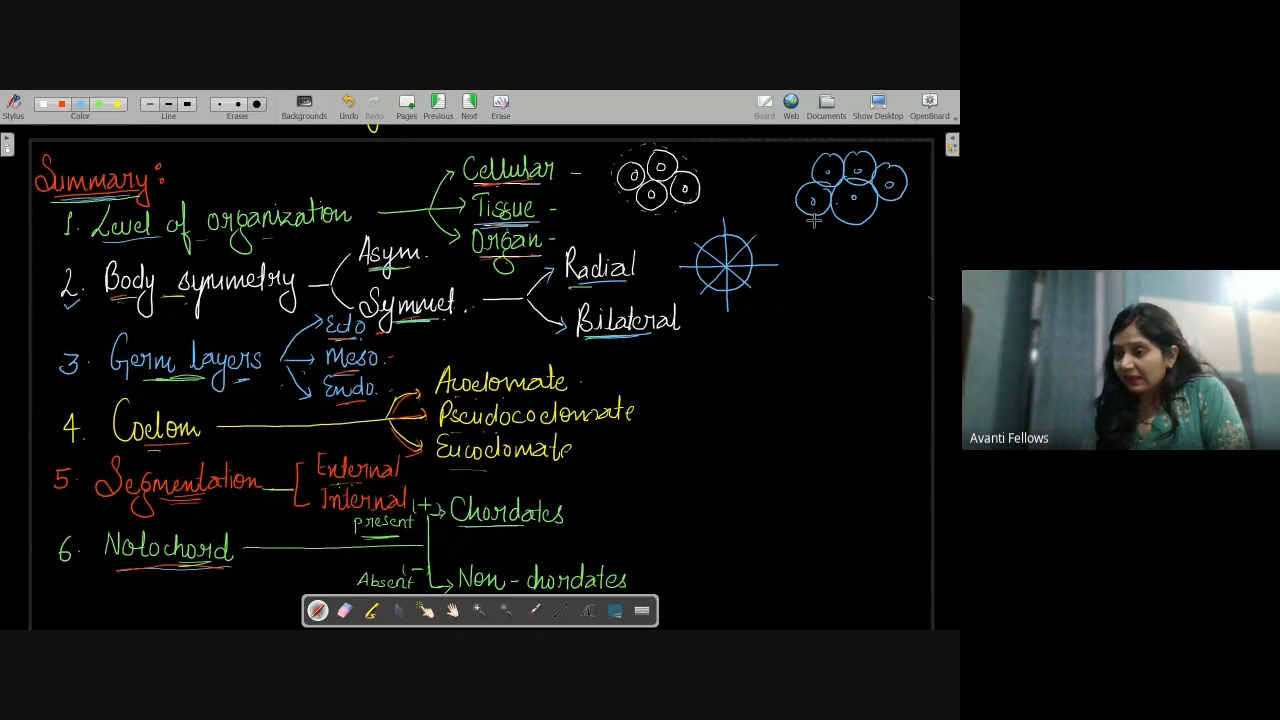 Stylus Color Line Eraser Backgrounds Undo Redo Pages Previous Next Erase Board Web Documents Show Desktop OpenBoard
Summary:
1. Level of organization
Cellular -
Tissue -
Organ -
2. Body symmetry
Asym.
Symmet.
Radial
Bilateral
3. Germ layers
Ecto
Meso
Endo
4. Coelom
Acoelomate
Pseudocoelomate
Eucoelomate
5. Segmentation
External
Internal
6. Notochord
present (+) Chordates
Absent (-) Non-chordates
Avanti Fellows